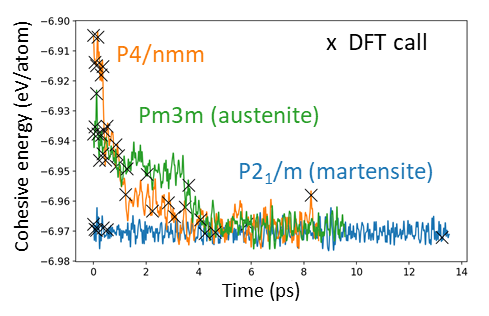 −6.90
−6.91
−6.92
−6.93
−6.94
−6.95
−6.96
−6.97
−6.98
Cohesive energy (eV/atom)
x DFT call
P4/nmm
Pm3m (austenite)
P2₁/m (martensite)
0 2 4 6 8 10 12 14
Time (ps)